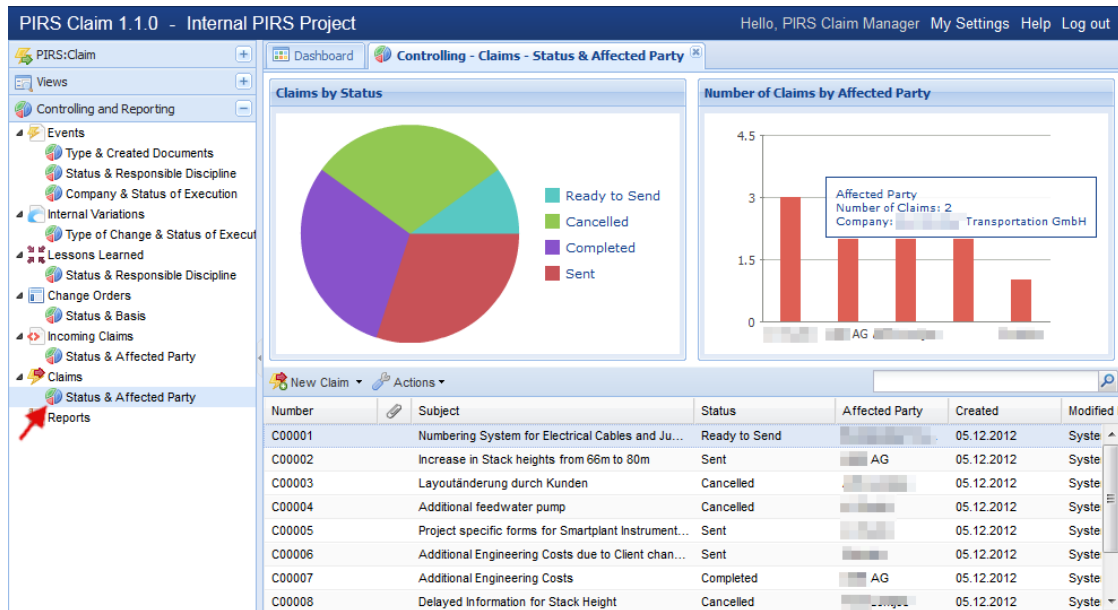 PIRS Claim 1.1.0 - Internal PIRS Project
Hello, PIRS Claim Manager My Settings Help Log out
PIRS:Claim
Views
Controlling and Reporting
Events
Type & Created Documents
Status & Responsible Discipline
Company & Status of Execution
Internal Variations
Type of Change & Status of Execut
Lessons Learned
Status & Responsible Discipline
Change Orders
Status & Basis
Incoming Claims
Status & Affected Party
Claims
Status & Affected Party
Reports
Dashboard
Controlling - Claims - Status & Affected Party
Claims by Status
Ready to Send
Cancelled
Completed
Sent
Number of Claims by Affected Party
4.5
3
1.5
0
Affected Party
Number of Claims: 2
Company: Transportation GmbH
AG
New Claim Actions
Number Subject Status Affected Party Created Modified
C00001 Numbering System for Electrical Cables and Ju... Ready to Send 05.12.2012 Syste
C00002 Increase in Stack heights from 66m to 80m Sent AG 05.12.2012 Syste
C00003 Layoutänderung durch Kunden Cancelled 05.12.2012 Syste
C00004 Additional feedwater pump Cancelled 05.12.2012 Syste
C00005 Project specific forms for Smartplant Instrument... Sent 05.12.2012 Syste
C00006 Additional Engineering Costs due to Client chan... Sent 05.12.2012 Syste
C00007 Additional Engineering Costs Completed AG 05.12.2012 Syste
C00008 Delayed Information for Stack Height Cancelled 05.12.2012 Syste